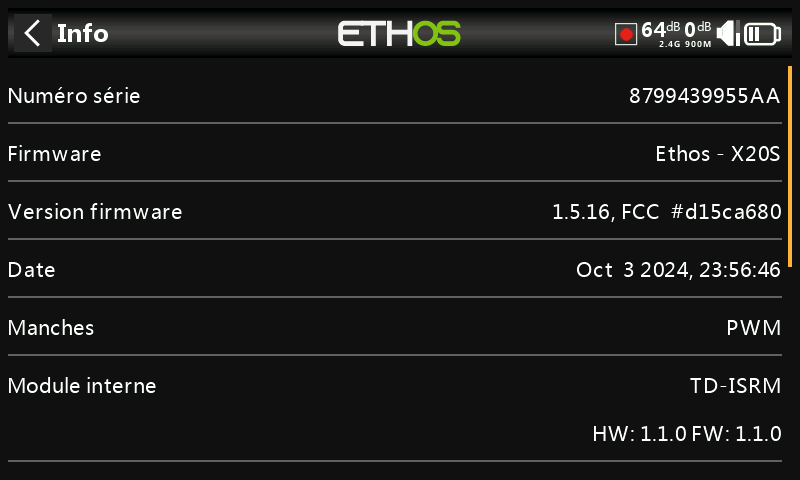 Info ETHOS 64dB 0dB
2.4G 900M
Numéro série 8799439955AA
Firmware Ethos - X20S
Version firmware 1.5.16, FCC #d15ca680
Date Oct 3 2024, 23:56:46
Manches PWM
Module interne TD-ISRM
HW: 1.1.0 FW: 1.1.0